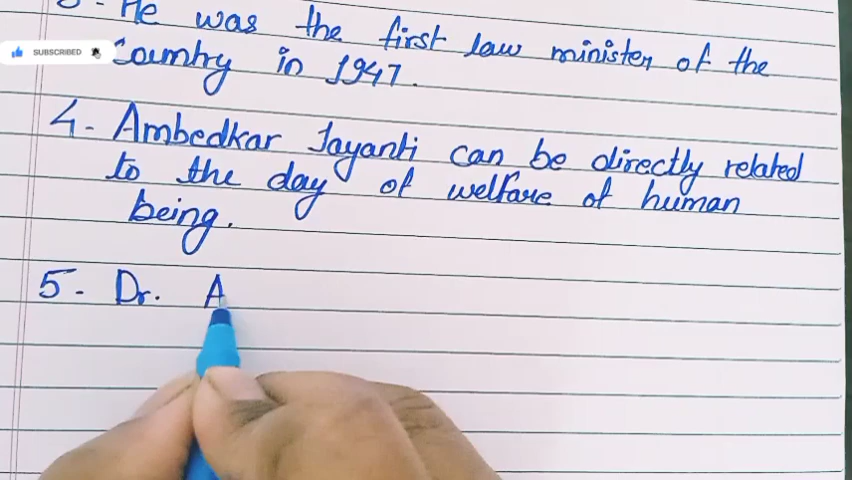 3- He was the first law minister of the
SUBSCRIBED
Country in 1947.
4- Ambedkar Jayanti can be directly related
to the day of welfare of human
being.
5- Dr. A